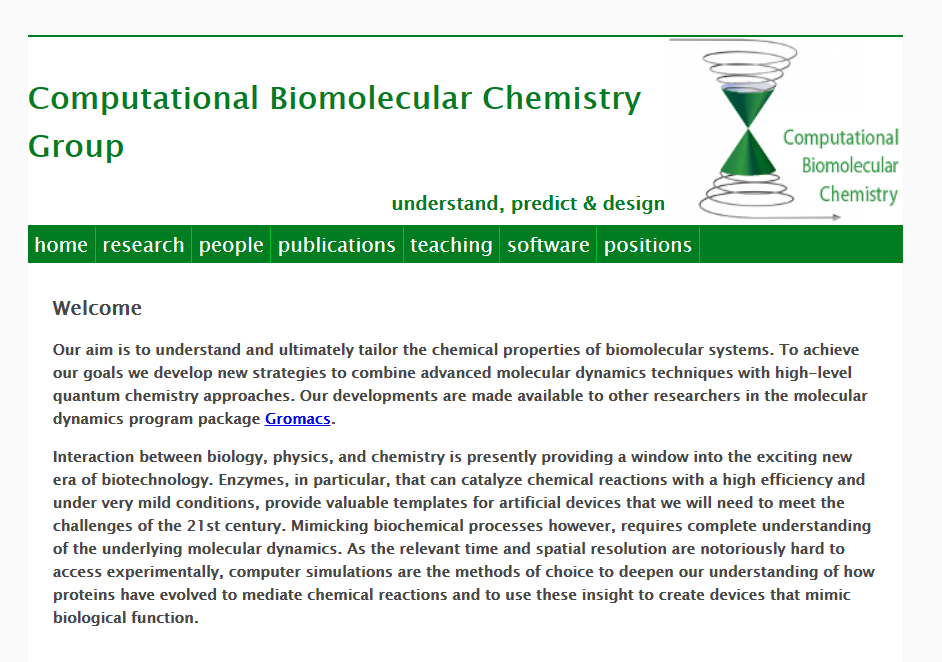 Computational Biomolecular Chemistry
Group
understand, predict & design
Computational
Biomolecular
Chemistry
home research people publications teaching software positions
Welcome
Our aim is to understand and ultimately tailor the chemical properties of biomolecular systems. To achieve
our goals we develop new strategies to combine advanced molecular dynamics techniques with high-level
quantum chemistry approaches. Our developments are made available to other researchers in the molecular
dynamics program package Gromacs.
Interaction between biology, physics, and chemistry is presently providing a window into the exciting new
era of biotechnology. Enzymes, in particular, that can catalyze chemical reactions with a high efficiency and
under very mild conditions, provide valuable templates for artificial devices that we will need to meet the
challenges of the 21st century. Mimicking biochemical processes however, requires complete understanding
of the underlying molecular dynamics. As the relevant time and spatial resolution are notoriously hard to
access experimentally, computer simulations are the methods of choice to deepen our understanding of how
proteins have evolved to mediate chemical reactions and to use these insight to create devices that mimic
biological function.